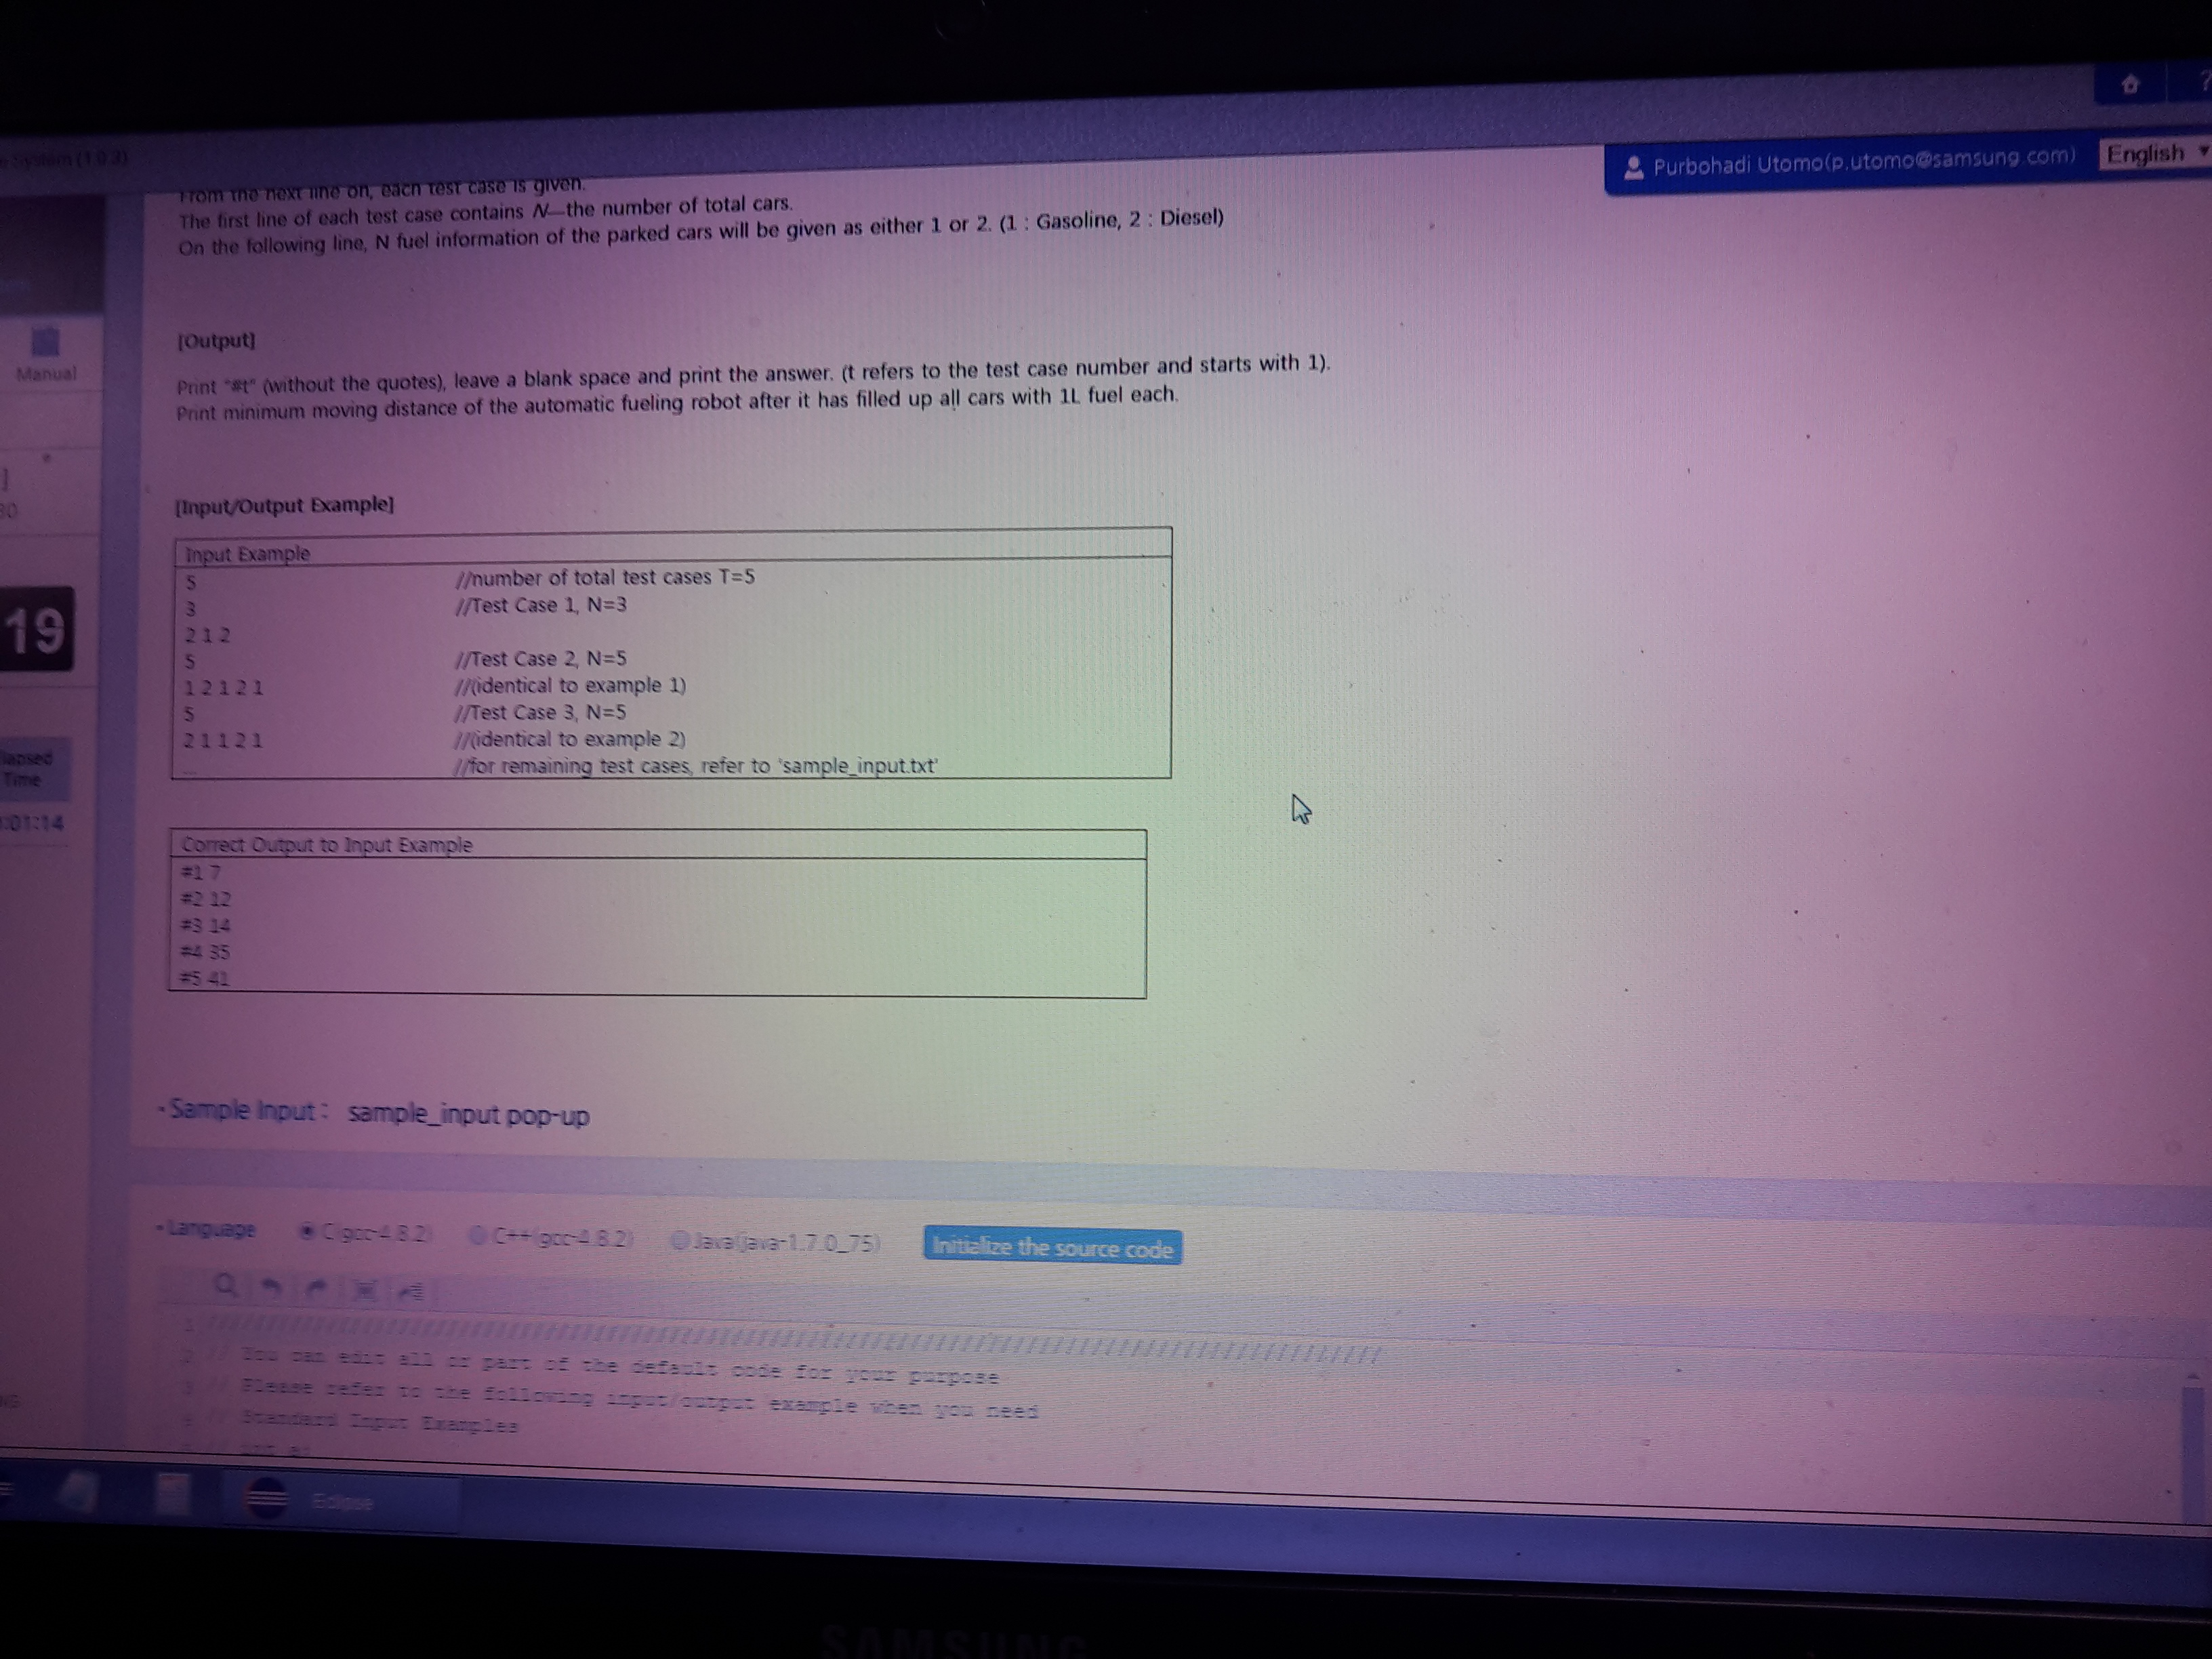 System (1.0.3)
Purbohadi Utomo(p.utomo@samsung.com)
English
From the next line on, each test case is given.
The first line of each test case contains N—the number of total cars.
On the following line, N fuel information of the parked cars will be given as either 1 or 2. (1 : Gasoline, 2 : Diesel)
[Output]
Manual
Print "#t" (without the quotes), leave a blank space and print the answer. (t refers to the test case number and starts with 1).
Print minimum moving distance of the automatic fueling robot after it has filled up all cars with 1L fuel each.
[Input/Output Example]
Input Example
5 //number of total test cases T=5
3 //Test Case 1, N=3
2 1 2
5 //Test Case 2, N=5
1 2 1 2 1 //(identical to example 1)
5 //Test Case 3, N=5
2 1 1 2 1 //(identical to example 2)
... //for remaining test cases, refer to 'sample_input.txt'
19
Time
:01:14
Correct Output to Input Example
#1 7
#2 12
#3 14
#4 35
#5 41
- Sample Input : sample_input pop-up
- Language C(gcc-4.8.2) C++(gcc-4.8.2) Java(java-1.7.0_75) Initialize the source code
1
2 // You can edit all or part of the default code for your purpose
3 // Please refer to the following input/output example when you need
4 // Standard Input Examples
Eclipse
SAMSUNG